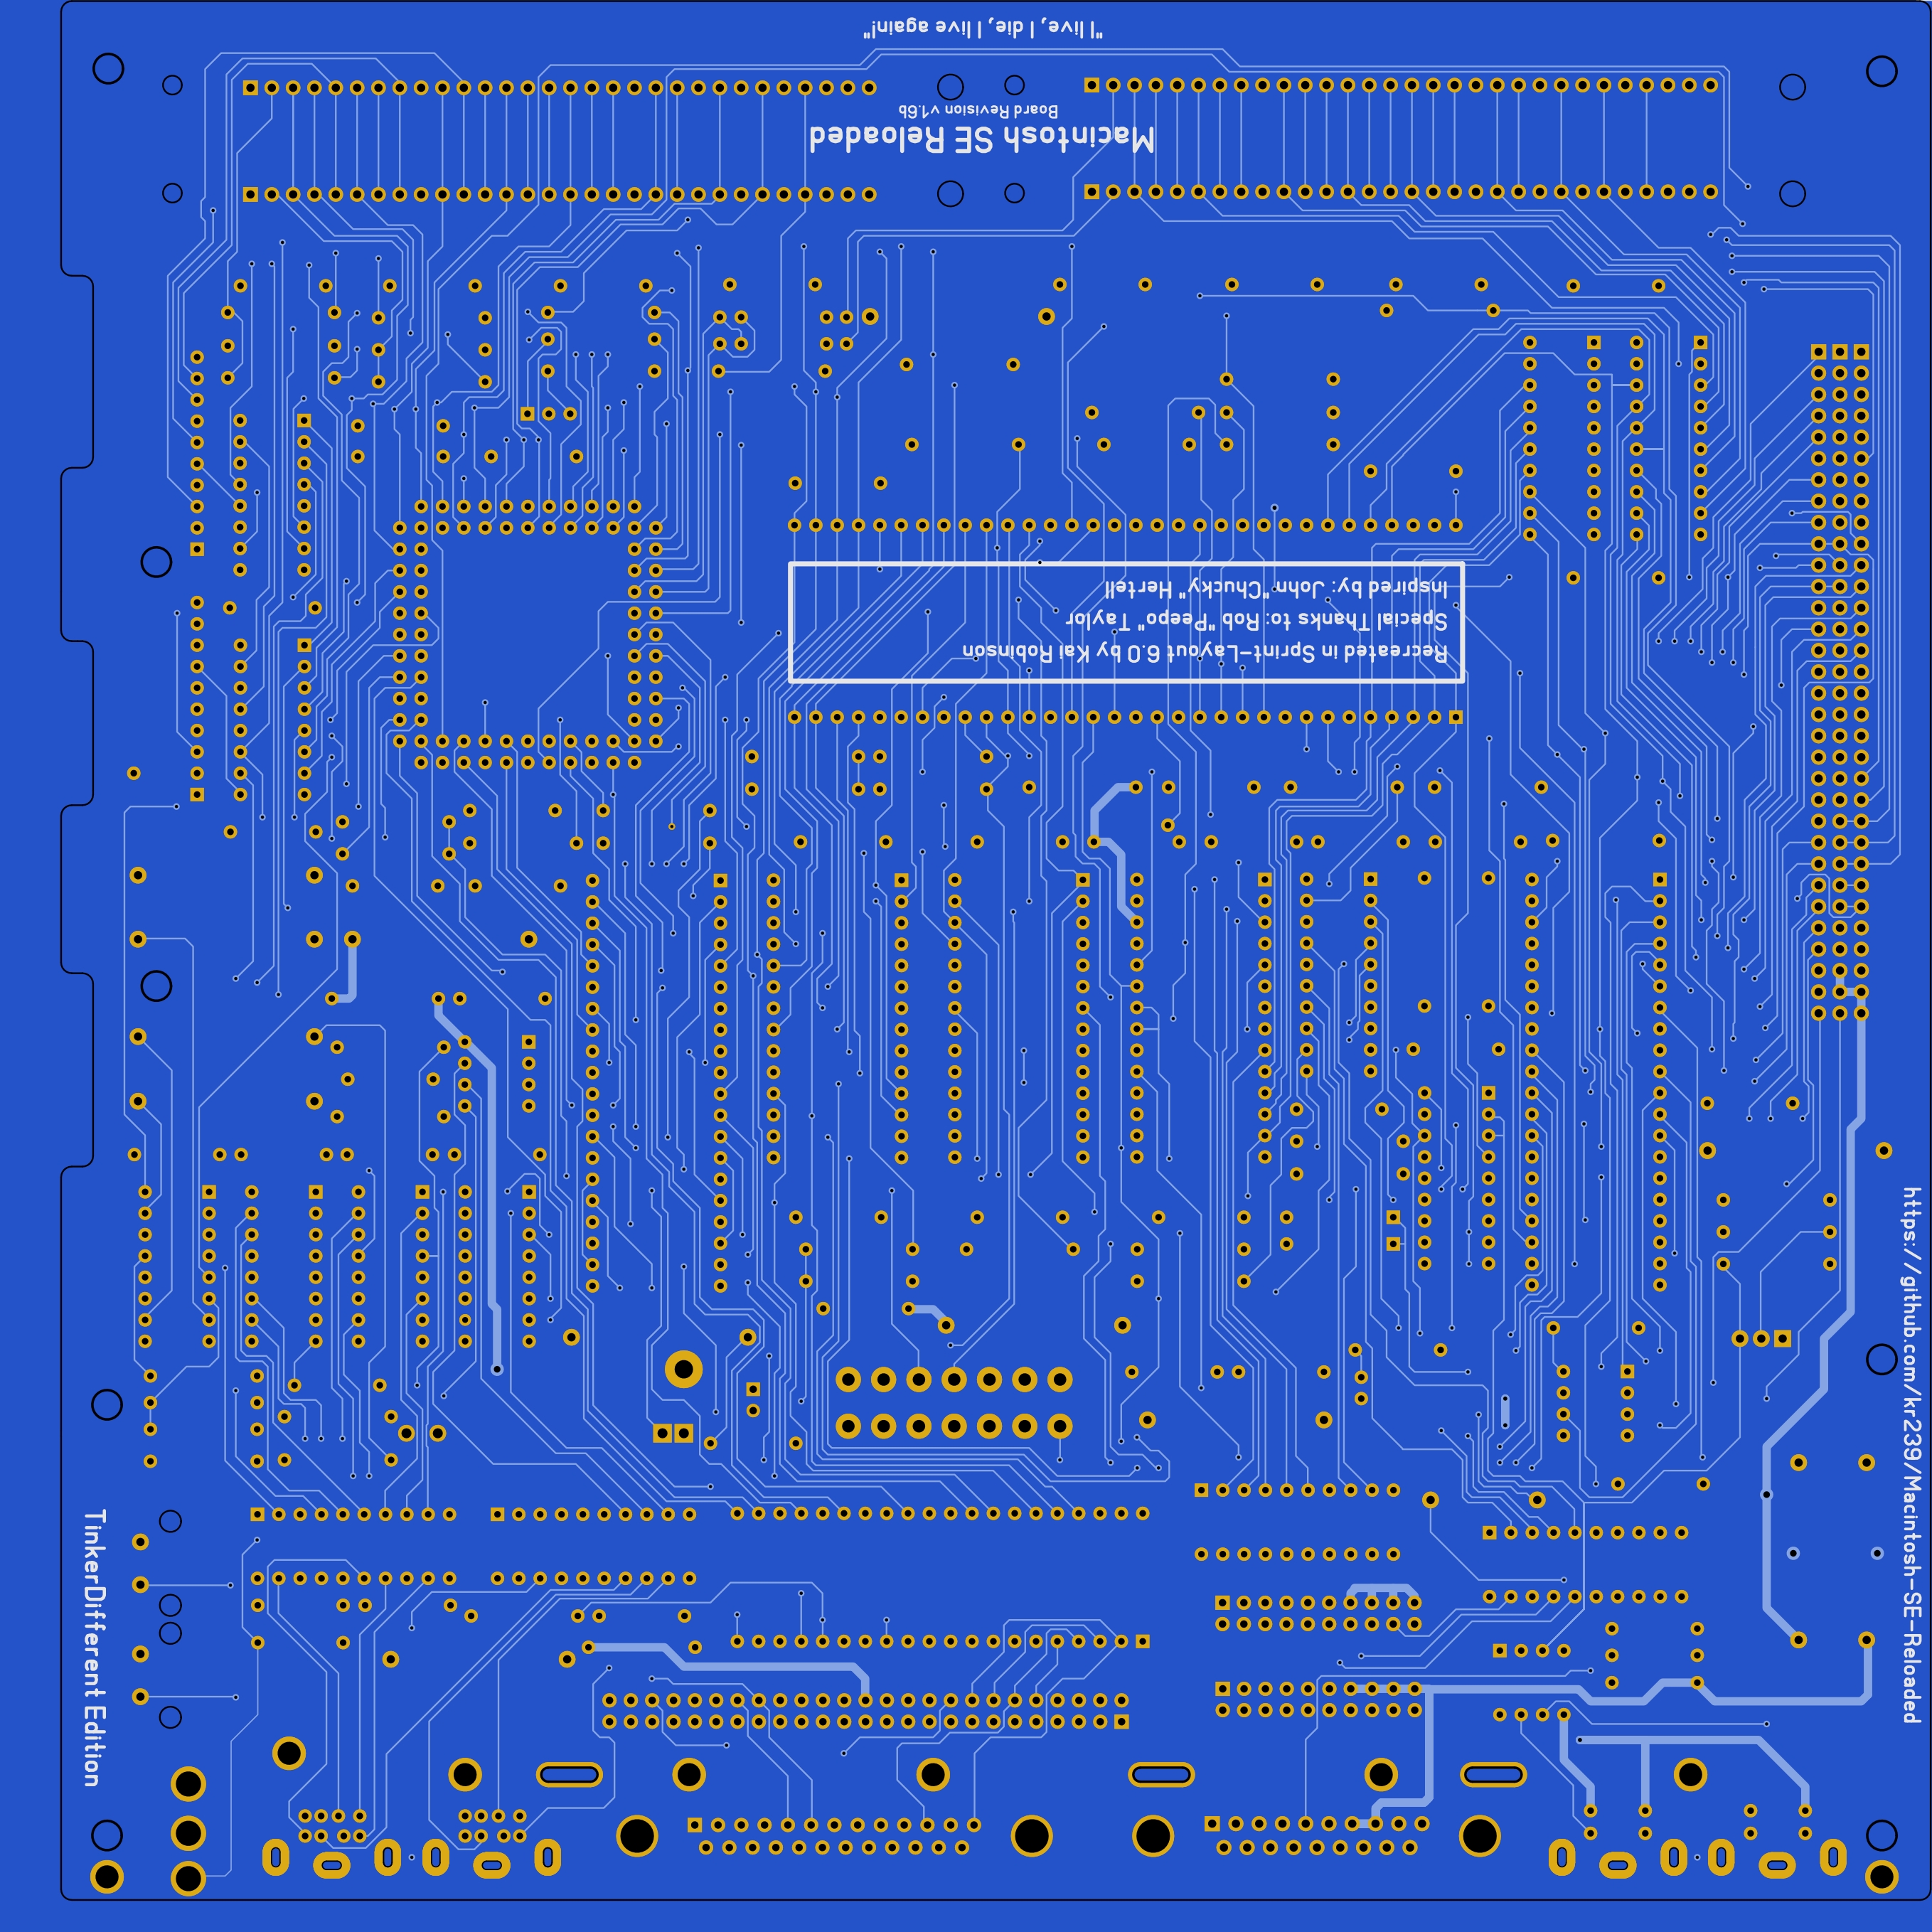 "I live, I die, I live again!"
Board Revision v1.6b
Macintosh SE Reloaded
Inspired by: John "Chucky" Hertell
Special Thanks to: Rob "Peepo" Taylor
Recreated in Sprint-Layout 6.0 by Kai Robinson
https://github.com/kr239/Macintosh-SE-Reloaded
TinkerDifferent Edition